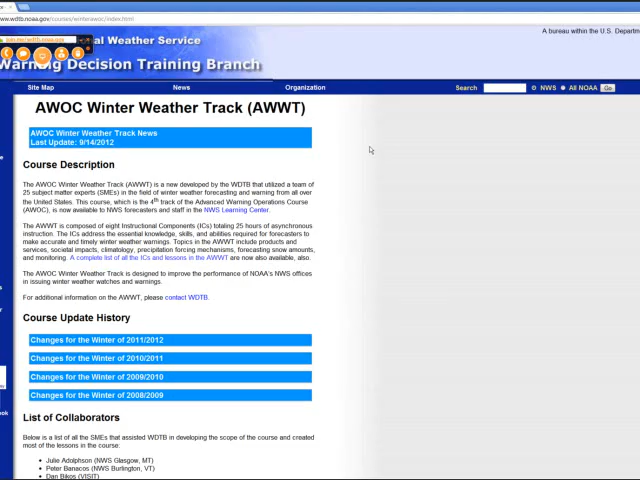 www.wdtb.noaa.gov/courses/winterawoc/index.html
A bureau within the U.S. Departm
al Weather Service
Warning Decision Training Branch
Site Map News Organization Search NWS All NOAA Go
AWOC Winter Weather Track (AWWT)
AWOC Winter Weather Track News
Last Update: 9/14/2012
Course Description
The AWOC Winter Weather Track (AWWT) is a new developed by the WDTB that utilized a team of
25 subject matter experts (SMEs) in the field of winter weather forecasting and warning from all over
the United States. This course, which is the 4th track of the Advanced Warning Operations Course
(AWOC), is now available to NWS forecasters and staff in the NWS Learning Center.
The AWWT is composed of eight Instructional Components (ICs) totaling 25 hours of asynchronous
instruction. The ICs address the essential knowledge, skills, and abilities required for forecasters to
make accurate and timely winter weather warnings. Topics in the AWWT include products and
services, societal impacts, climatology, precipitation forcing mechanisms, forecasting snow amounts,
and monitoring. A complete list of all the ICs and lessons in the AWWT are now also available, also.
The AWOC Winter Weather Track is designed to improve the performance of NOAA's NWS offices
in issuing winter weather watches and warnings.
For additional information on the AWWT, please contact WDTB.
Course Update History
Changes for the Winter of 2011/2012
Changes for the Winter of 2010/2011
Changes for the Winter of 2009/2010
Changes for the Winter of 2008/2009
List of Collaborators
Below is a list of all the SMEs that assisted WDTB in developing the scope of the course and created
most of the lessons in the course:
• Julie Adolphson (NWS Glasgow, MT)
• Peter Banacos (NWS Burlington, VT)
• Dan Bikos (VISIT)